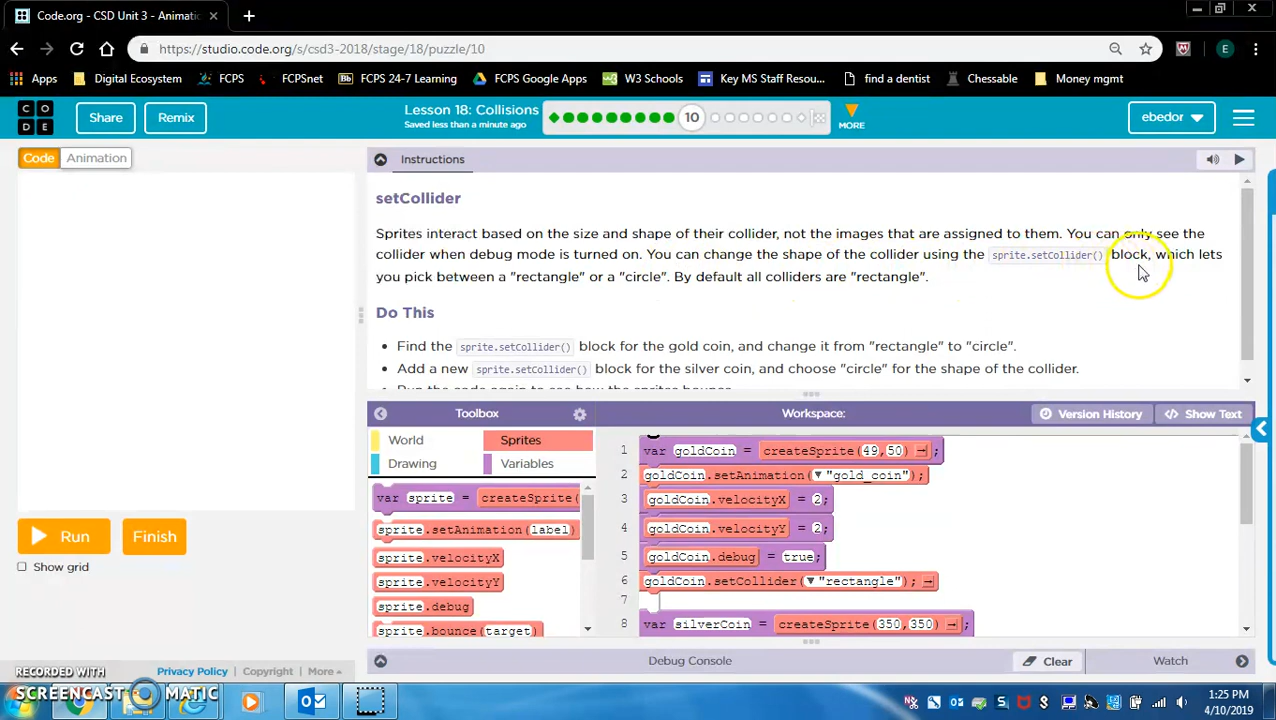 Code.org - CSD Unit 3 - Animati
https://studio.code.org/s/csd3-2018/stage/18/puzzle/10
E
Apps Digital Ecosystem FCPS FCPSnet Bb FCPS 24-7 Learning FCPS Google Apps W3 Schools Key MS Staff Resou... find a dentist Chessable Money mgmt
C O D E
Share
Remix
Lesson 18: Collisions
Saved less than a minute ago
10
MORE
ebedor
Code Animation
Instructions
setCollider
Sprites interact based on the size and shape of their collider, not the images that are assigned to them. You can only see the
collider when debug mode is turned on. You can change the shape of the collider using the sprite.setCollider() block, which lets
you pick between a "rectangle" or a "circle". By default all colliders are "rectangle".
Do This
• Find the sprite.setCollider() block for the gold coin, and change it from "rectangle" to "circle".
• Add a new sprite.setCollider() block for the silver coin, and choose "circle" for the shape of the collider.
• Run the code again to see how the sprites bounce.
Toolbox
Workspace:
Version History
Show Text
World Sprites
Drawing Variables
var sprite = createSprite(
sprite.setAnimation(label)
sprite.velocityX
sprite.velocityY
sprite.debug
sprite.bounce(target)
1 var goldCoin = createSprite(49,50) ;
2 goldCoin.setAnimation("gold_coin");
3 goldCoin.velocityX = 2;
4 goldCoin.velocityY = 2;
5 goldCoin.debug = true;
6 goldCoin.setCollider("rectangle");
7
8 var silverCoin = createSprite(350,350) ;
Run
Finish
Show grid
Debug Console
Clear
Watch
Privacy Policy | Copyright | More
RECORDED WITH
SCREENCAST MATIC
1:25 PM
4/10/2019